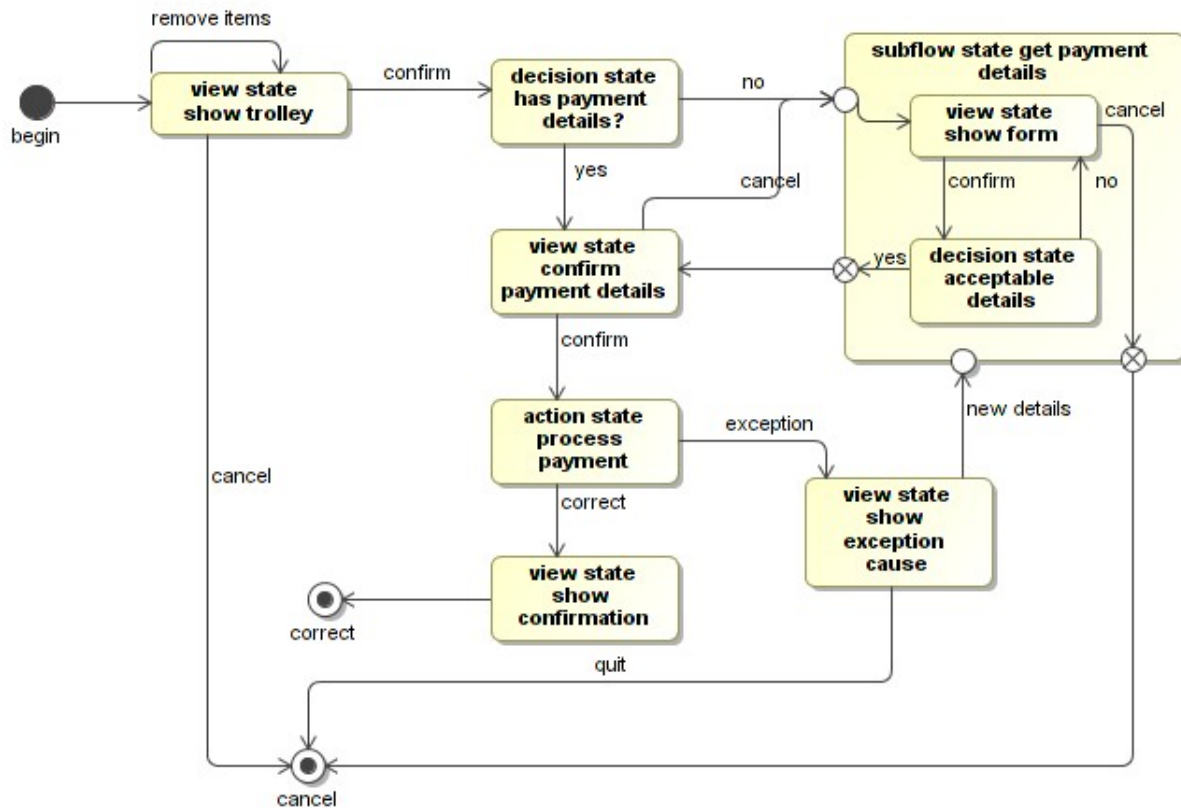 remove items
view state
show trolley
begin
confirm
decision state
has payment
details?
no
yes
cancel
subflow state get payment
details
view state
show form
cancel
confirm
no
decision state
acceptable
details
yes
view state
confirm
payment details
confirm
new details
action state
process
payment
exception
correct
view state
show
exception
cause
cancel
view state
show
confirmation
correct
quit
cancel